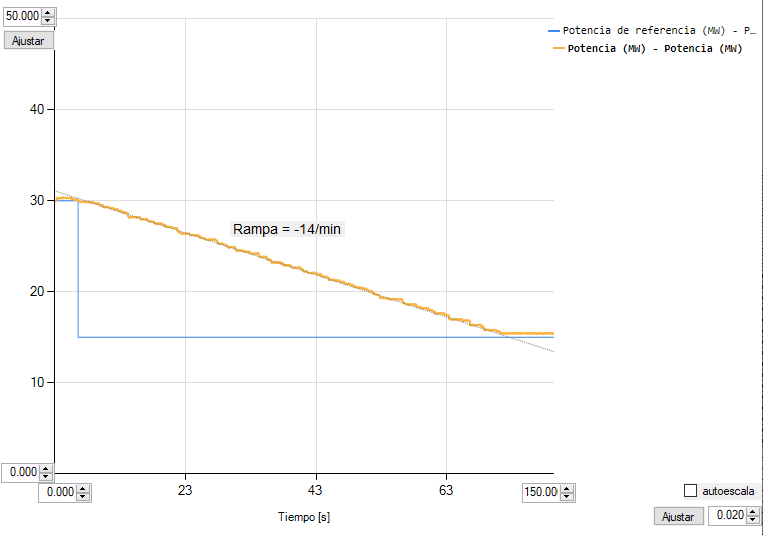 50.000
Ajustar
Potencia de referencia (MW) - P...
Potencia (MW) - Potencia (MW)
40
30
Rampa = -14/min
20
10
0.000
0.000
23
43
63
150.00
Tiempo [s]
autoescala
Ajustar
0.020